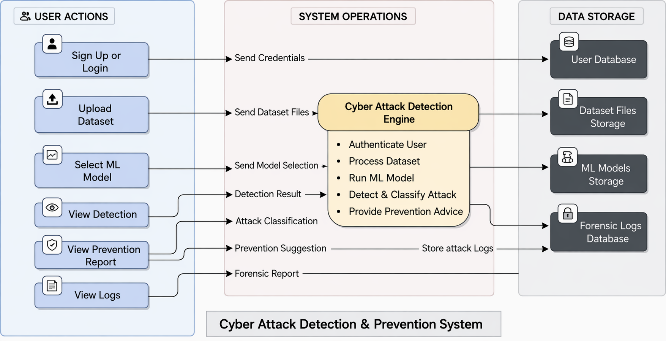 USER ACTIONS
Sign Up or
Login
Upload
Dataset
Select ML
Model
View Detection
View Prevention
Report
View Logs
SYSTEM OPERATIONS
Send Credentials
Send Dataset Files
Send Model Selection
Detection Result
Attack Classification
Prevention Suggestion
Forensic Report
Cyber Attack Detection
Engine
• Authenticate User
• Process Dataset
• Run ML Model
• Detect & Classify Attack
• Provide Prevention Advice
Store attack Logs
DATA STORAGE
User Database
Dataset Files
Storage
ML Models
Storage
Forensic Logs
Database
Cyber Attack Detection & Prevention System